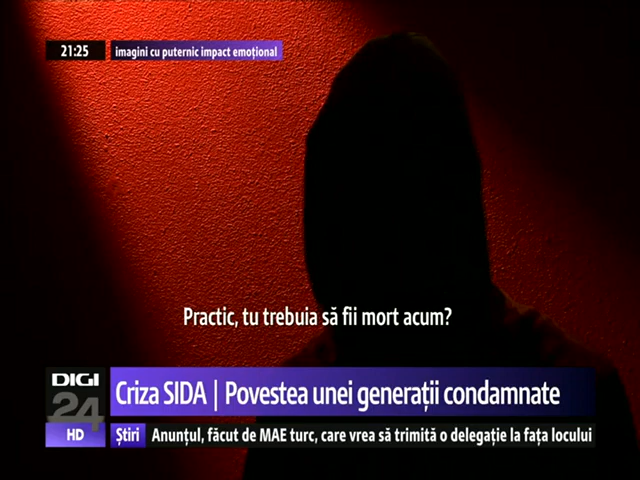 21:25
imagini cu puternic impact emoțional
Practic, tu trebuia să fii mort acum?
DIGI
24
HD
Criza SIDA | Povestea unei generații condamnate
Știri
Anunțul, făcut de MAE turc, care vrea să trimită o delegație la fața locului